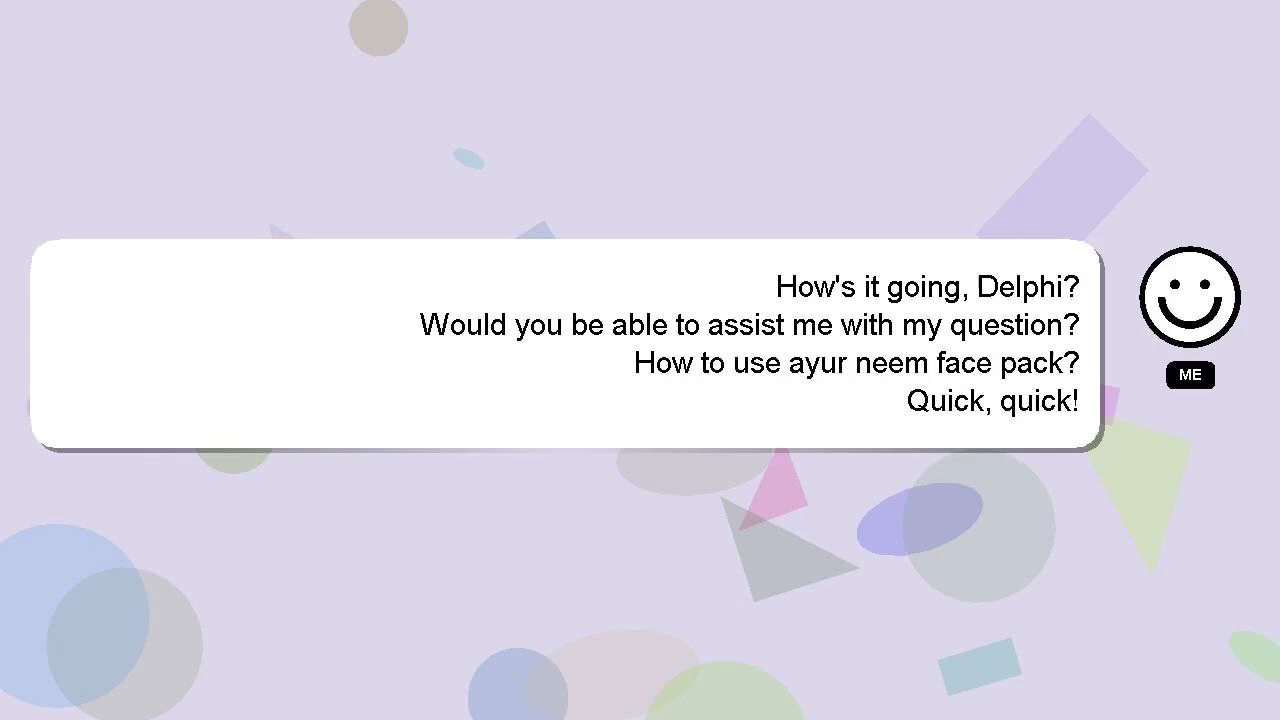 How's it going, Delphi?
Would you be able to assist me with my question?
How to use ayur neem face pack?
Quick, quick!
ME